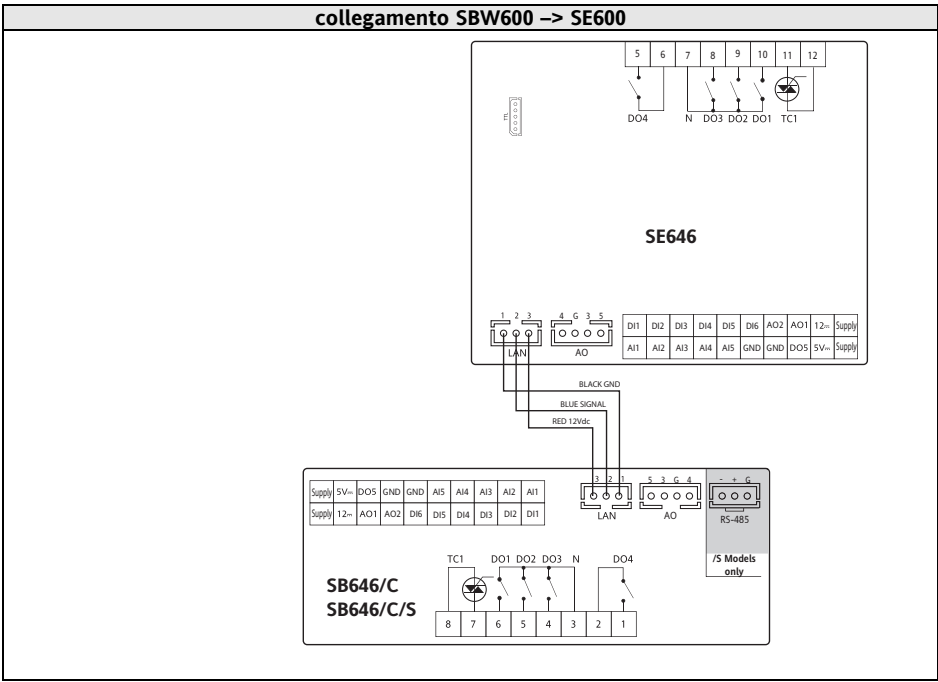 collegamento SBW600 –> SE600
5 6 7 8 9 10 11 12
DO4 N DO3 DO2 DO1 TC1
E
SE646
1 2 3 4 G 3 5
LAN AO
DI1 DI2 DI3 DI4 DI5 DI6 AO2 AO1 12 Supply
AI1 AI2 AI3 AI4 AI5 GND GND DO5 5V Supply
BLACK GND
BLUE SIGNAL
RED 12Vdc
Supply 5V DO5 GND GND AI5 AI4 AI3 AI2 AI1
Supply 12 AO1 AO2 DI6 DI5 DI4 DI3 DI2 DI1
3 2 1 5 3 G 4 - + G
LAN AO RS-485
/S Models
only
TC1 DO1 DO2 DO3 N DO4
SB646/C
SB646/C/S
8 7 6 5 4 3 2 1